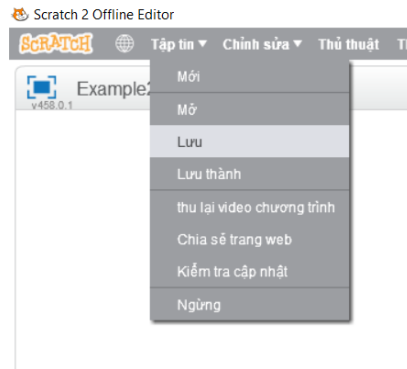 Scratch 2 Offline Editor
SCRATCH Tập tin Chỉnh sửa Thủ thuật
Example2
v458.0.1
Mới
Mở
Lưu
Lưu thành
thu lại video chương trình
Chia sẻ trang web
Kiểm tra cập nhật
Ngừng